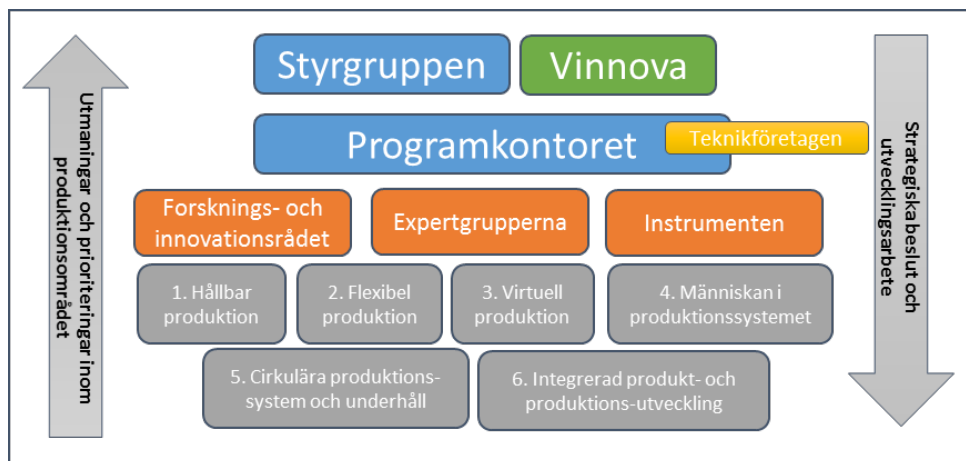 Styrgruppen
Vinnova
Programkontoret
Teknikföretagen
Forsknings- och
innovationsrådet
Expertgrupperna
Instrumenten
1. Hållbar
produktion
2. Flexibel
produktion
3. Virtuell
produktion
4. Människan i
produktionssystemet
5. Cirkulära produktions-
system och underhåll
6. Integrerad produkt- och
produktions-utveckling
Utmaningar och prioriteringar inom
produktionsområdet
Strategiska beslut och
utvecklingsarbete